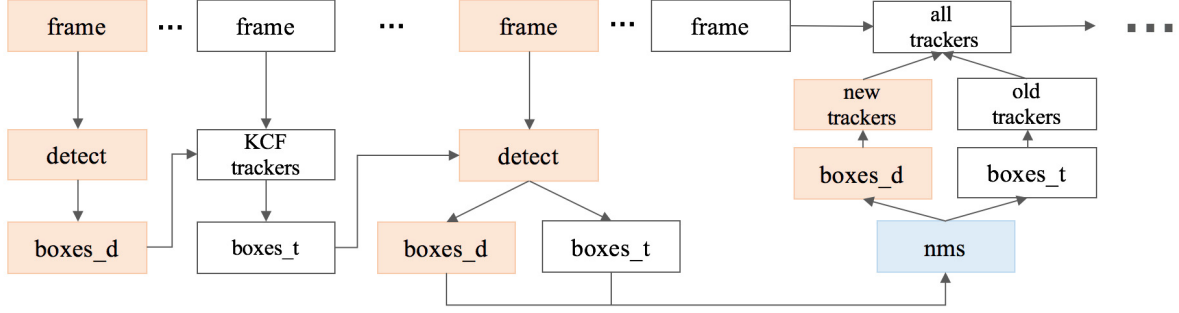 frame
...
frame
...
frame
...
frame
all
trackers
...
new
trackers
old
trackers
detect
KCF
trackers
detect
boxes_d
boxes_t
boxes_d
boxes_t
boxes_d
boxes_t
nms